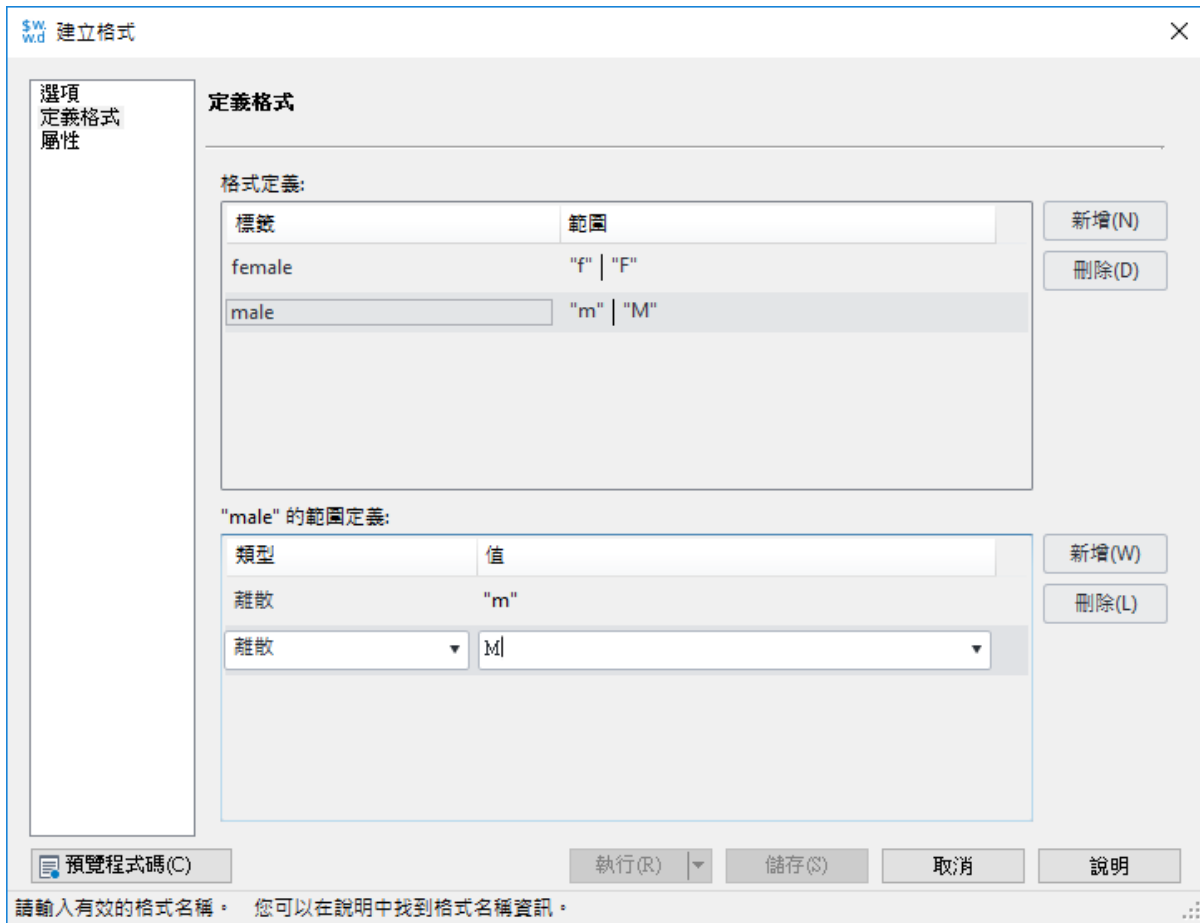 $w. w.d 建立格式
選項
定義格式
屬性
定義格式
格式定義:
標籤 範圍
female "f" | "F"
male "m" | "M"
新增(N)
刪除(D)
"male" 的範圍定義:
類型 值
離散 "m"
離散 M
新增(W)
刪除(L)
預覽程式碼(C) 執行(R) 儲存(S) 取消 說明
請輸入有效的格式名稱。 您可以在說明中找到格式名稱資訊。